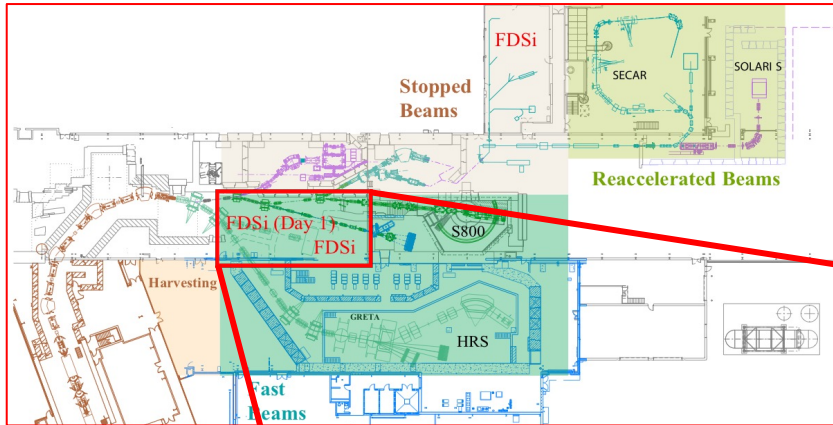 FDSi
SECAR
SOLARI S
Stopped
Beams
Reaccelerated Beams
FDSi (Day 1)
FDSi
S800
Harvesting
GRETA
HRS
Fast
Beams